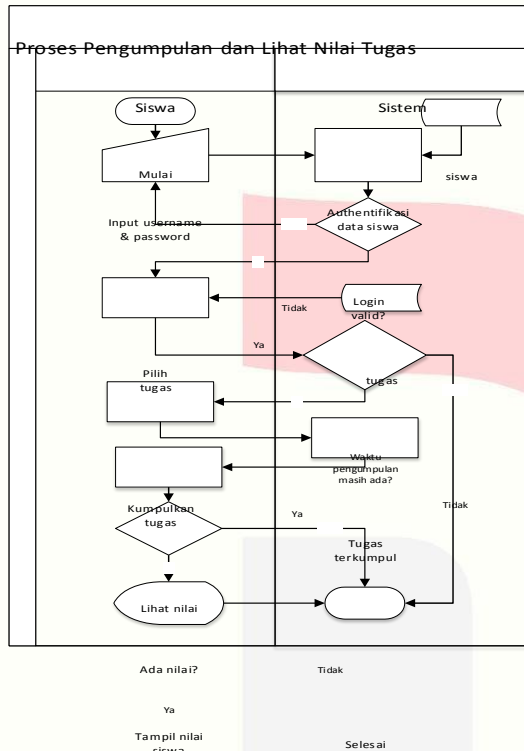 Proses Pengumpulan dan Lihat Nilai Tugas
Siswa
Sistem
Mulai
siswa
Input username
& password
Authentifikasi
data siswa
Tidak
Login
valid?
Ya
Pilih
tugas
tugas
Waktu
pengumpulan
masih ada?
Kumpulkan
tugas
Ya
Tidak
Tugas
terkumpul
Lihat nilai
Ada nilai?
Tidak
Ya
Tampil nilai
siswa
Selesai